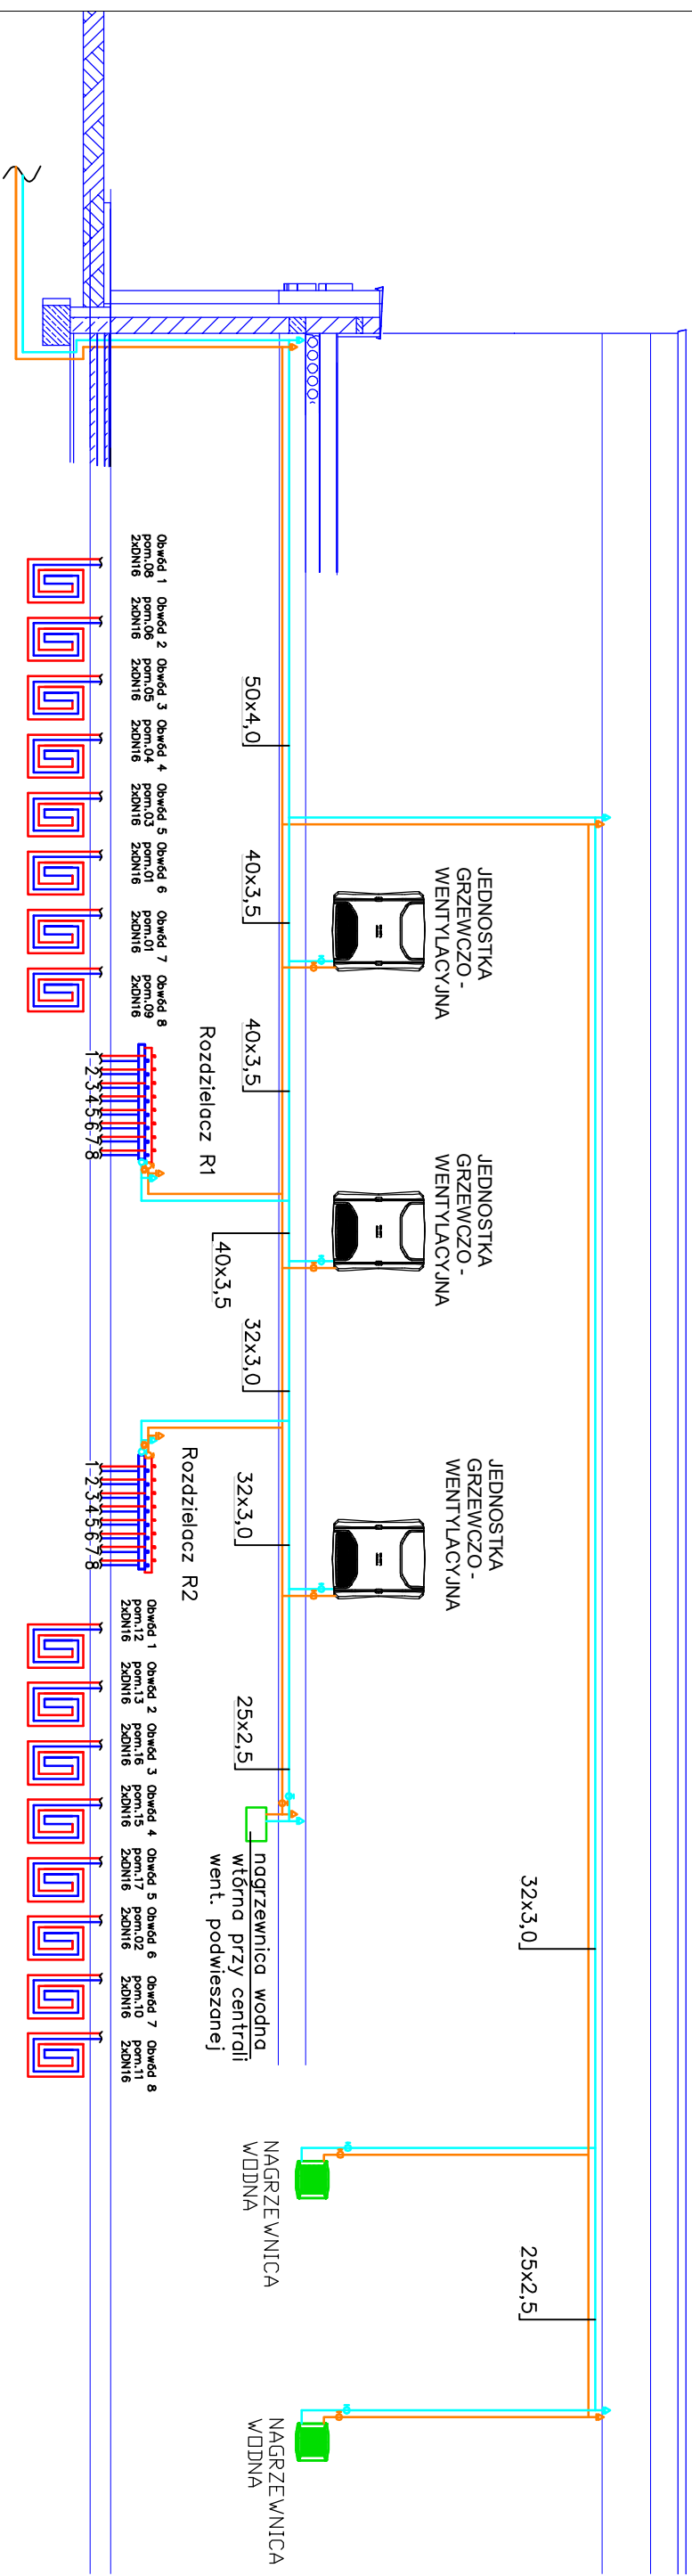 JEDNOSTKA
GRZEWCZO -
WENTYLACYJNA
JEDNOSTKA
GRZEWCZO -
WENTYLACYJNA
JEDNOSTKA
GRZEWCZO -
WENTYLACYJNA
32x3,0
25x2,5
50x4,0
40x3,5
40x3,5
40x3,5
32x3,0
32x3,0
25x2,5
nagrzewnica wodna
wtórna przy centrali
went. podwieszanej
NAGRZEWNICA
WODNA
NAGRZEWNICA
WODNA
Rozdzielacz R1
Rozdzielacz R2
Obwód 1
pom.08
2xDN16
Obwód 2
pom.06
2xDN16
Obwód 3
pom.05
2xDN16
Obwód 4
pom.04
2xDN16
Obwód 5
pom.03
2xDN16
Obwód 6
pom.01
2xDN16
Obwód 7
pom.01
2xDN16
Obwód 8
pom.09
2xDN16
1-2-3-4-5-6-7-8
1-2-3-4-5-6-7-8
Obwód 1
pom.12
2xDN16
Obwód 2
pom.13
2xDN16
Obwód 3
pom.16
2xDN16
Obwód 4
pom.15
2xDN16
Obwód 5
pom.17
2xDN16
Obwód 6
pom.02
2xDN16
Obwód 7
pom.10
2xDN16
Obwód 8
pom.11
2xDN16